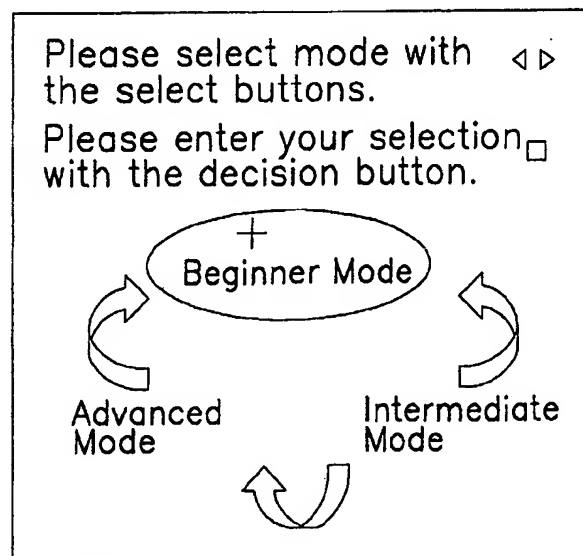 Please select mode with ◁ ▷
the select buttons.
Please enter your selection □
with the decision button.
Beginner Mode
Advanced
Mode
Intermediate
Mode